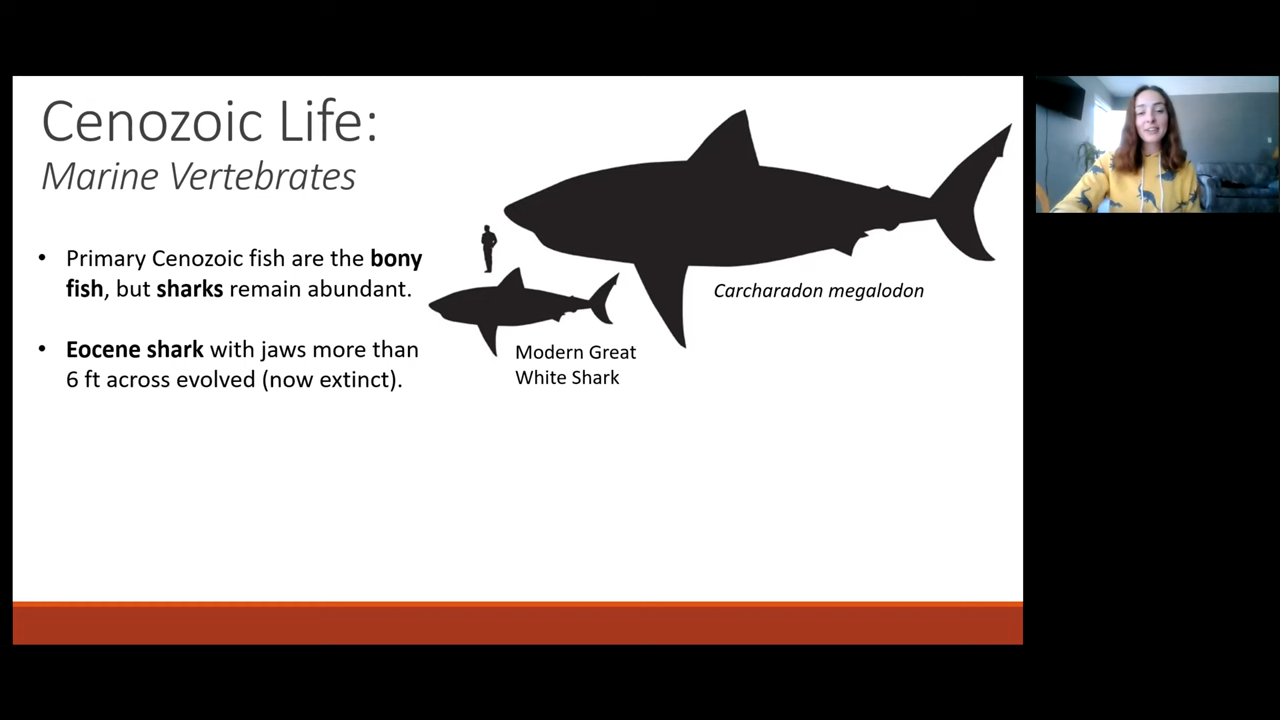 Cenozoic Life:
Marine Vertebrates
• Primary Cenozoic fish are the bony
fish, but sharks remain abundant.
• Eocene shark with jaws more than
6 ft across evolved (now extinct).
Carcharadon megalodon
Modern Great
White Shark